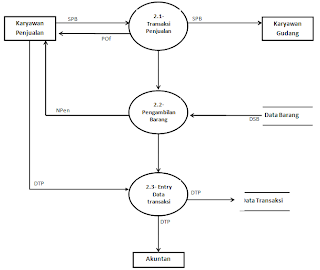 SPB
2.1-
Transaksi
Penjualan
SPB
Karyawan
Penjualan
Karyawan
Gudang
POT
2.2-
Pengambilan
Barang
NPen
Data Barang
DSB
2.3- Entry
Data
transaksi
DTP
DTP
Data Transaksi
DTP
Akuntan